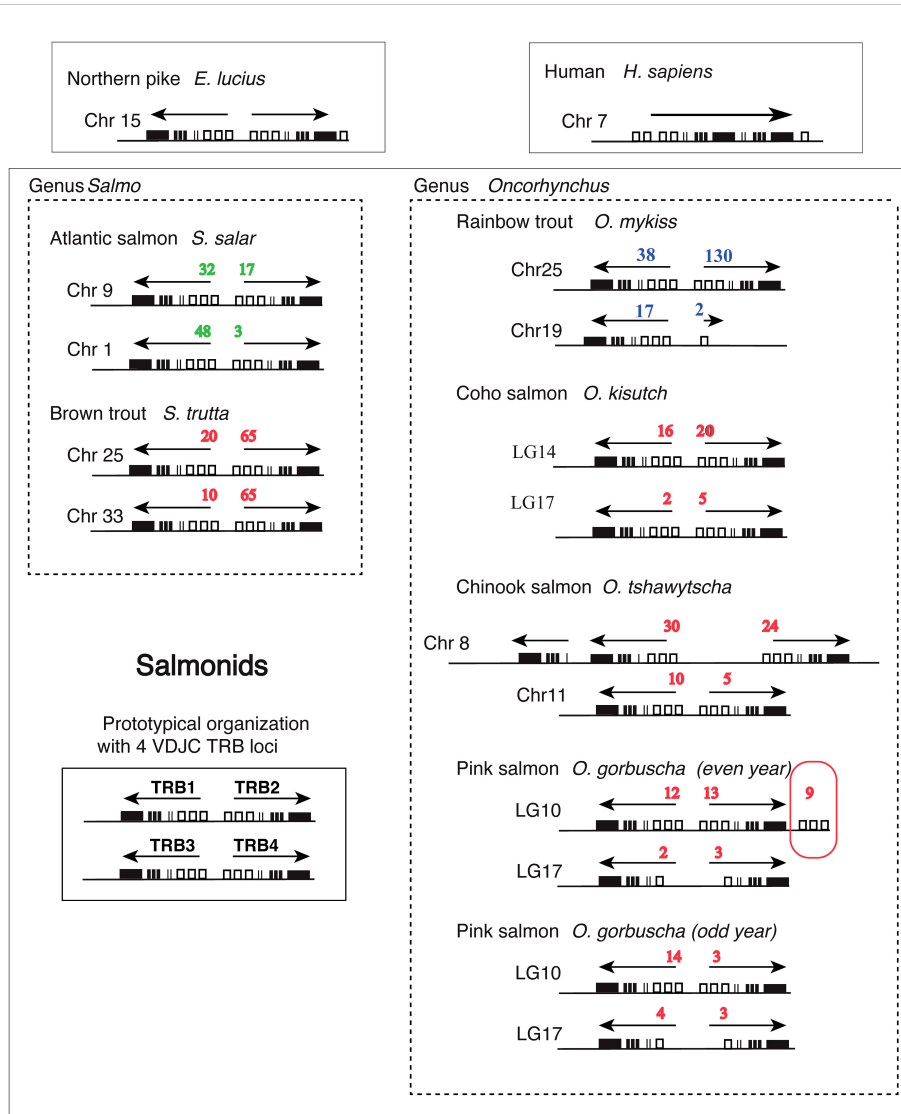 Northern pike E. lucius
Chr 15
Human H. sapiens
Chr 7
Genus Salmo
Atlantic salmon S. salar
32 17
Chr 9
48 3
Chr 1
Brown trout S. trutta
20 65
Chr 25
10 65
Chr 33
Salmonids
Prototypical organization
with 4 VDJC TRB loci
TRB1 TRB2
TRB3 TRB4
Genus Oncorhynchus
Rainbow trout O. mykiss
38 130
Chr25
17 2
Chr19
Coho salmon O. kisutch
16 20
LG14
2 5
LG17
Chinook salmon O. tshawytscha
30 24
Chr 8
10 5
Chr11
Pink salmon O. gorbuscha (even year)
12 13 9
LG10
2 3
LG17
Pink salmon O. gorbuscha (odd year)
14 3
LG10
4 3
LG17